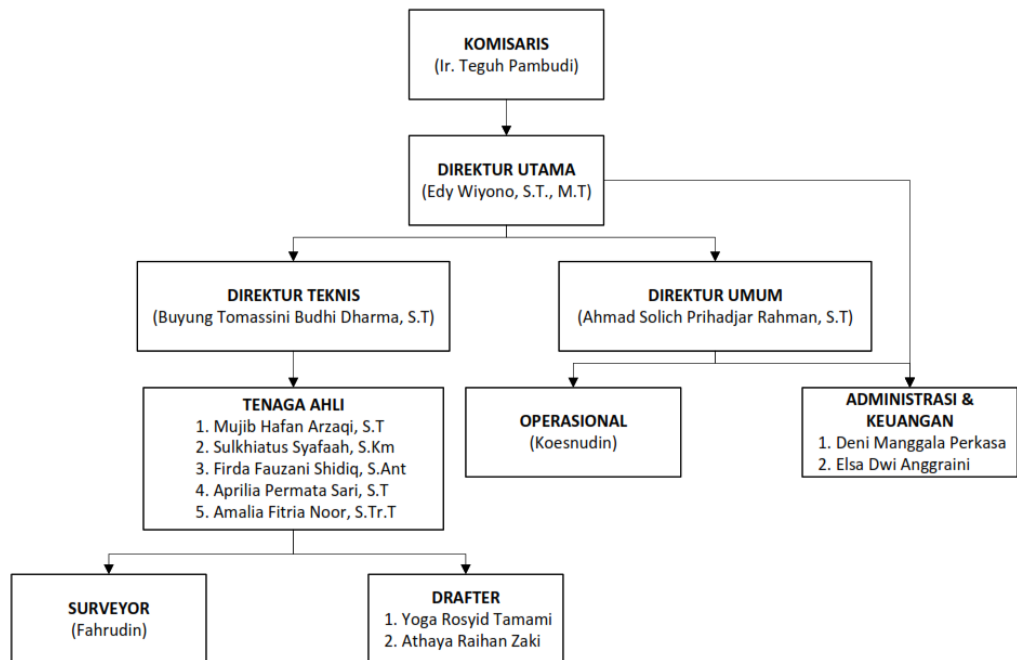 KOMISARIS
(Ir. Teguh Pambudi)
DIREKTUR UTAMA
(Edy Wiyono, S.T., M.T)
DIREKTUR TEKNIS
(Buyung Tomassini Budhi Dharma, S.T)
DIREKTUR UMUM
(Ahmad Solich Prihadjar Rahman, S.T)
TENAGA AHLI
1. Mujib Hafan Arzaqi, S.T
2. Sulkhiatus Syafaah, S.Km
3. Firda Fauzani Shidiq, S.Ant
4. Aprilia Permata Sari, S.T
5. Amalia Fitria Noor, S.Tr.T
OPERASIONAL
(Koesnudin)
ADMINISTRASI &
KEUANGAN
1. Deni Manggala Perkasa
2. Elsa Dwi Anggraini
SURVEYOR
(Fahrudin)
DRAFTER
1. Yoga Rosyid Tamami
2. Athaya Raihan Zaki